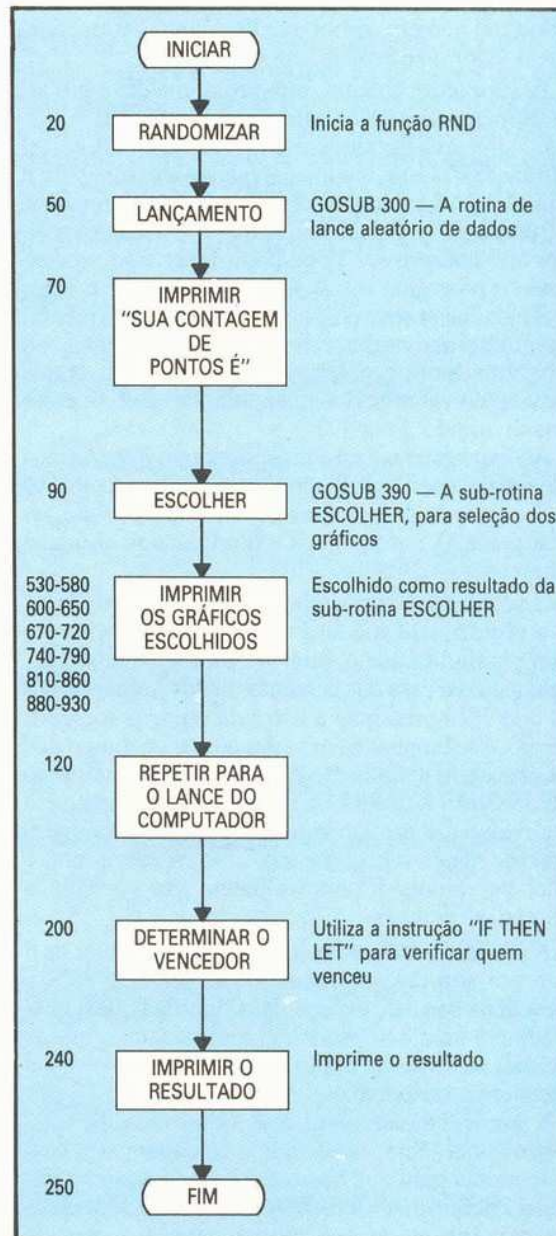 INICIAR
20
RANDOMIZAR
Inicia a função RND
50
LANÇAMENTO
GOSUB 300 — A rotina de
lance aleatório de dados
70
IMPRIMIR
“SUA CONTAGEM
DE
PONTOS É”
90
ESCOLHER
GOSUB 390 — A sub-rotina
ESCOLHER, para seleção dos
gráficos
530-580
600-650
670-720
740-790
810-860
880-930
IMPRIMIR
OS GRÁFICOS
ESCOLHIDOS
Escolhido como resultado da
sub-rotina ESCOLHER
120
REPETIR PARA
O LANCE DO
COMPUTADOR
200
DETERMINAR O
VENCEDOR
Utiliza a instrução “IF THEN
LET” para verificar quem
venceu
240
IMPRIMIR O
RESULTADO
Imprime o resultado
250
FIM